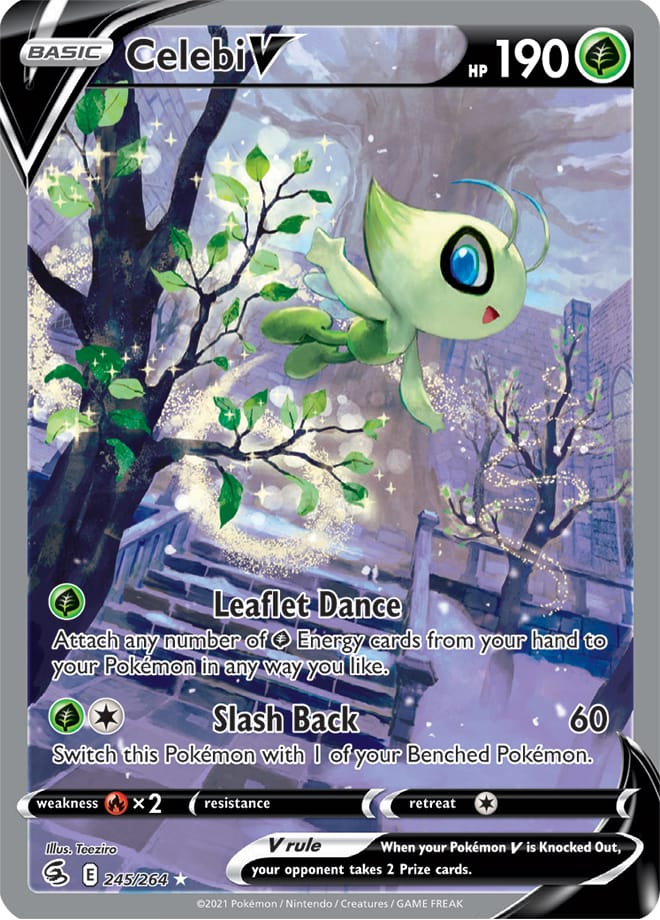 BASIC Celebi V HP 190
Leaflet Dance
Attach any number of Energy cards from your hand to
your Pokémon in any way you like.
Slash Back 60
Switch this Pokémon with 1 of your Benched Pokémon.
weakness ×2 resistance retreat
Illus. Teeziro
V rule When your Pokémon V is Knocked Out,
your opponent takes 2 Prize cards.
E 245/264 ★
©2021 Pokémon / Nintendo / Creatures / GAME FREAK